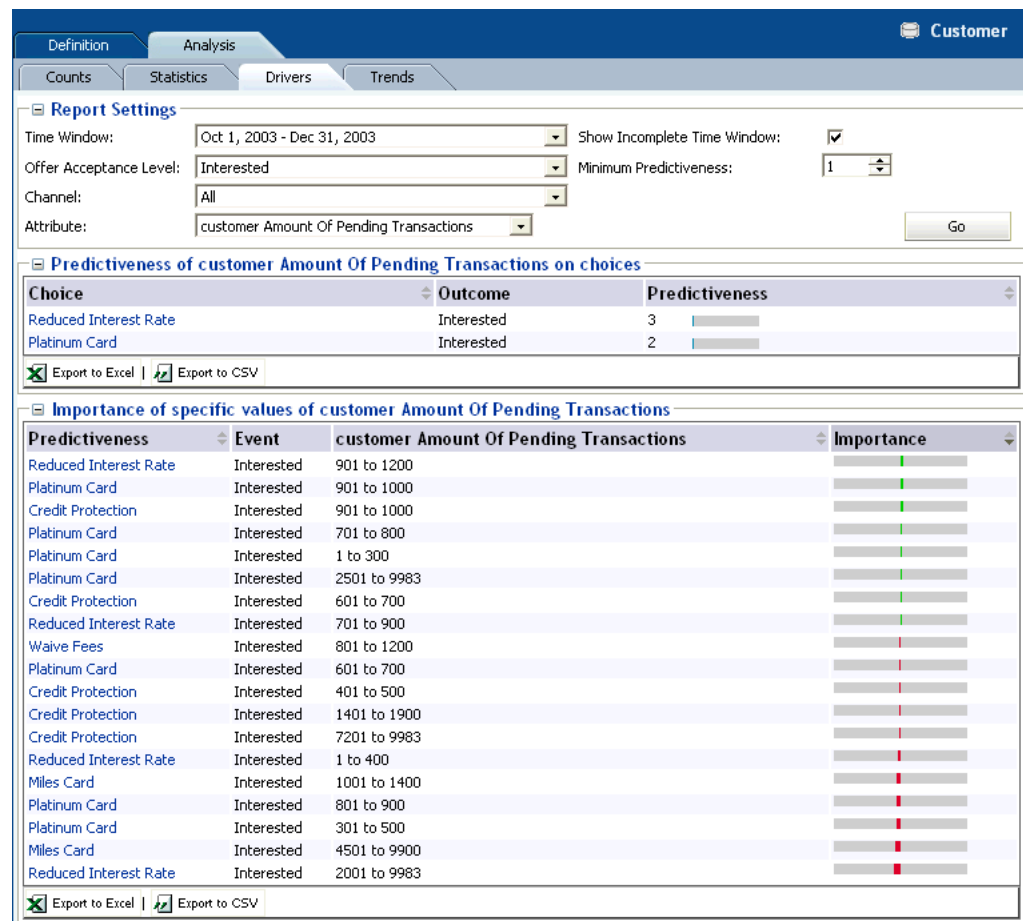 Customer
Definition Analysis
Counts Statistics Drivers Trends
Report Settings
Time Window: Oct 1, 2003 - Dec 31, 2003 Show Incomplete Time Window:
Offer Acceptance Level: Interested Minimum Predictiveness: 1
Channel: All
Attribute: customer Amount Of Pending Transactions Go
Predictiveness of customer Amount Of Pending Transactions on choices
Choice Outcome Predictiveness
Reduced Interest Rate Interested 3
Platinum Card Interested 2
Export to Excel | Export to CSV
Importance of specific values of customer Amount Of Pending Transactions
Predictiveness Event customer Amount Of Pending Transactions Importance
Reduced Interest Rate Interested 901 to 1200
Platinum Card Interested 901 to 1000
Credit Protection Interested 901 to 1000
Platinum Card Interested 701 to 800
Platinum Card Interested 1 to 300
Platinum Card Interested 2501 to 9983
Credit Protection Interested 601 to 700
Reduced Interest Rate Interested 701 to 900
Waive Fees Interested 801 to 1200
Platinum Card Interested 601 to 700
Credit Protection Interested 401 to 500
Credit Protection Interested 1401 to 1900
Credit Protection Interested 7201 to 9983
Reduced Interest Rate Interested 1 to 400
Miles Card Interested 1001 to 1400
Platinum Card Interested 801 to 900
Platinum Card Interested 301 to 500
Miles Card Interested 4501 to 9900
Reduced Interest Rate Interested 2001 to 9983
Export to Excel | Export to CSV